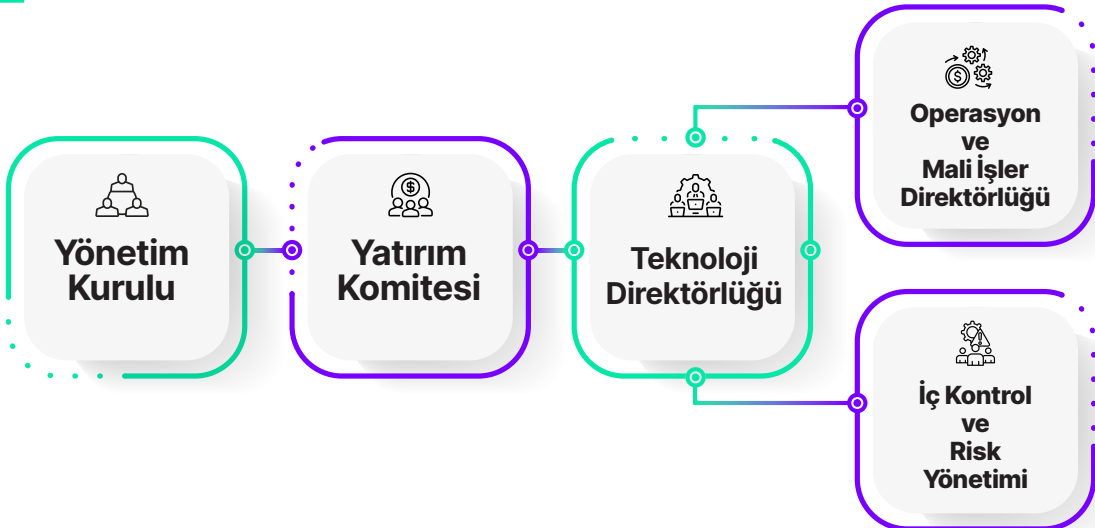 Yönetim
Kurulu
Yatırım
Komitesi
Teknoloji
Direktörlüğü
Operasyon
ve
Mali İşler
Direktörlüğü
İç Kontrol
ve
Risk
Yönetimi